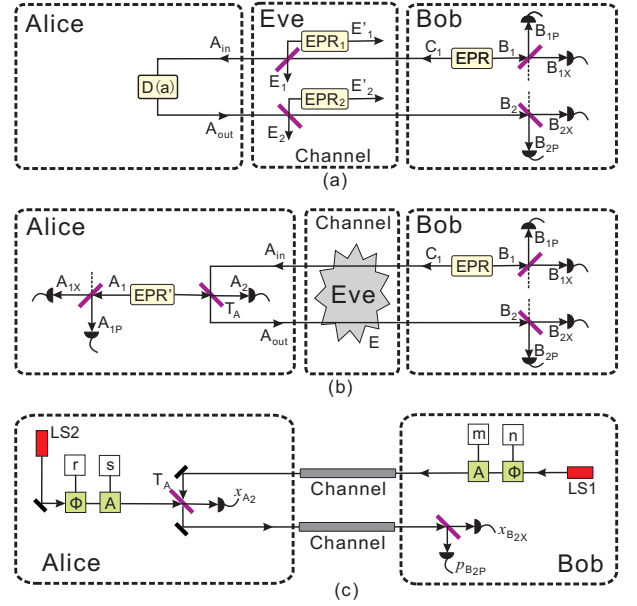 Alice
Eve
Bob
A_in
EPR_1
E'_1
E_1
C_1
EPR
B_1
B_1P
B_1X
D(a)
EPR_2
E'_2
E_2
A_out
B_2
B_2X
B_2P
Channel
(a)
Alice
Channel
Bob
A_in
A_1X
A_1
EPR'
A_2
T_A
A_1P
A_out
Eve
E
C_1
EPR
B_1
B_1P
B_1X
B_2
B_2X
B_2P
(b)
LS2
r
s
Φ
A
T_A
x_A2
Alice
Channel
Channel
m
n
A
Φ
LS1
x_B2X
p_B2P
Bob
(c)